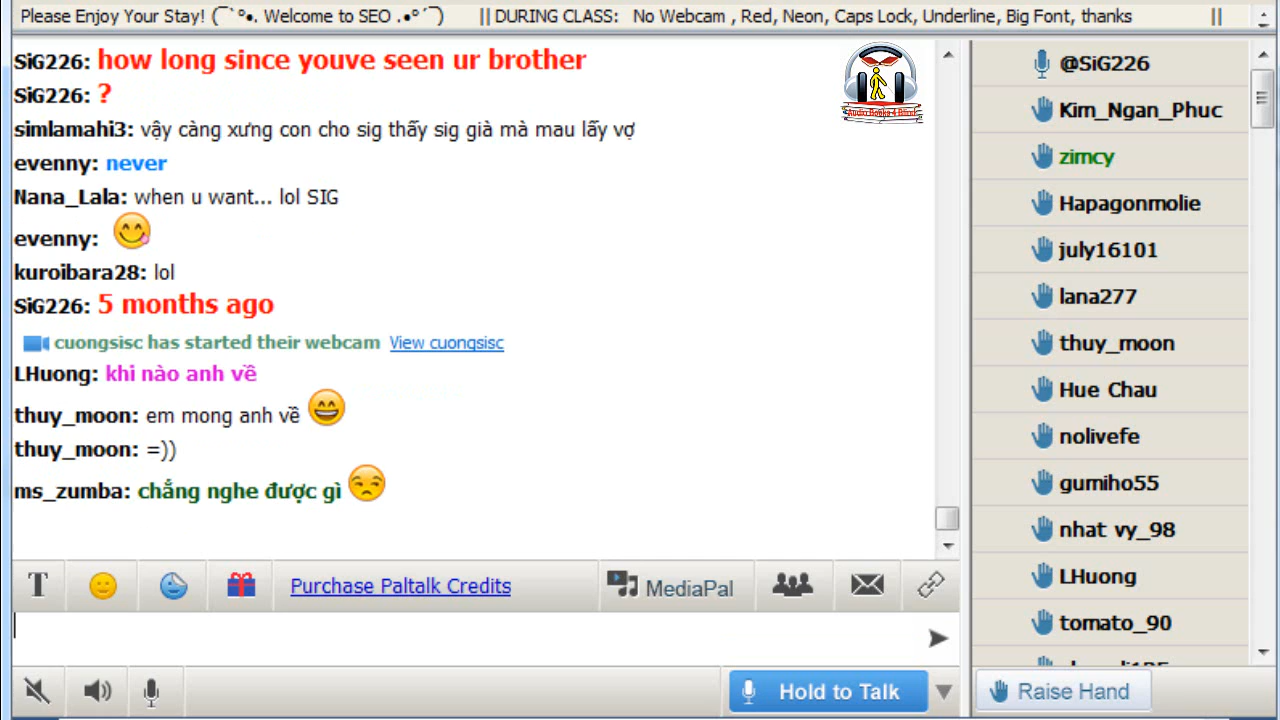 Please Enjoy Your Stay! (¯`°•. Welcome to SEO .•°´¯) || DURING CLASS: No Webcam , Red, Neon, Caps Lock, Underline, Big Font, thanks ||
SiG226: how long since youve seen ur brother
SiG226: ?
simlamahi3: vậy càng xưng con cho sig thấy sig già mà mau lấy vợ
evenny: never
Nana_Lala: when u want... lol SIG
evenny:
kuroibara28: lol
SiG226: 5 months ago
cuongsisc has started their webcam View cuongsisc
LHuong: khi nào anh về
thuy_moon: em mong anh về
thuy_moon: =))
ms_zumba: chẳng nghe được gì
Audio Books 4 Blind
T
Purchase Paltalk Credits
MediaPal
Hold to Talk
@SiG226
Kim_Ngan_Phuc
zimcy
Hapagonmolie
july16101
lana277
thuy_moon
Hue Chau
nolivefe
gumiho55
nhat vy_98
LHuong
tomato_90
Raise Hand